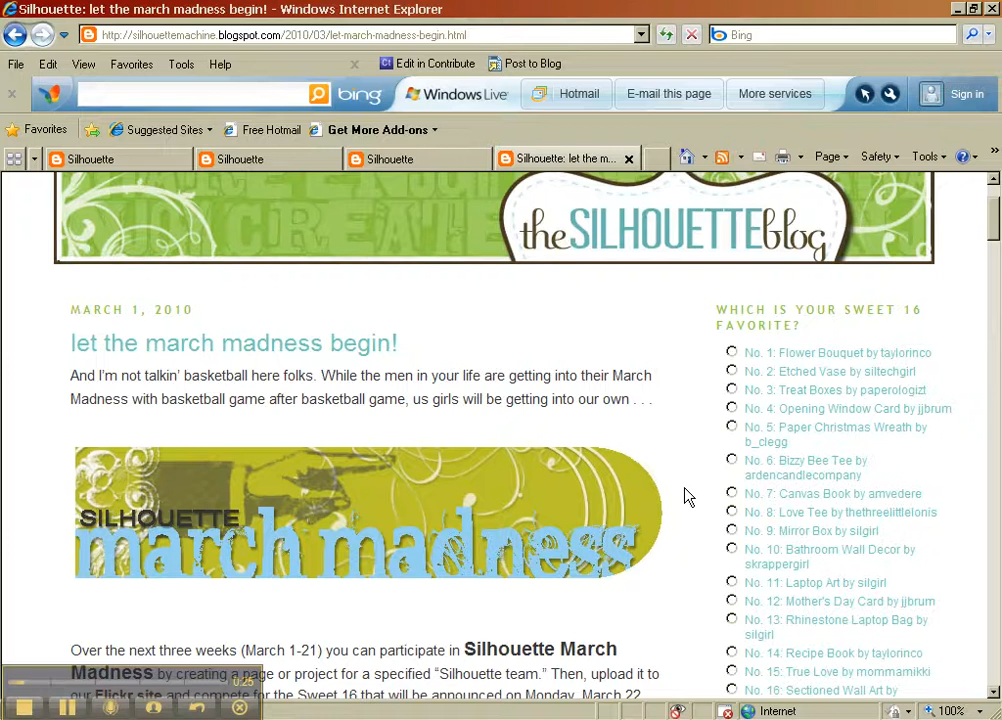 Silhouette: let the march madness begin! - Windows Internet Explorer
http://silhouettemachine.blogspot.com/2010/03/let-march-madness-begin.html
Bing
File Edit View Favorites Tools Help
Edit in Contribute Post to Blog
bing Windows Live Hotmail E-mail this page More services Sign in
Favorites Suggested Sites Free Hotmail Get More Add-ons
Silhouette Silhouette Silhouette Silhouette: let the m... Page Safety Tools
CREATE
the SILHOUETTE blog
MARCH 1, 2010
let the march madness begin!
And I'm not talkin' basketball here folks. While the men in your life are getting into their March
Madness with basketball game after basketball game, us girls will be getting into our own . . .
SILHOUETTE
march madness
Over the next three weeks (March 1-21) you can participate in Silhouette March
Madness by creating a page or project for a specified “Silhouette team.” Then, upload it to
our Flickr site and compete for the Sweet 16 that will be announced on Monday, March 22.
WHICH IS YOUR SWEET 16
FAVORITE?
No. 1: Flower Bouquet by taylorinco
No. 2: Etched Vase by siltechgirl
No. 3: Treat Boxes by paperologizt
No. 4: Opening Window Card by jjbrum
No. 5: Paper Christmas Wreath by
b_clegg
No. 6: Bizzy Bee Tee by
ardencandlecompany
No. 7: Canvas Book by amvedere
No. 8: Love Tee by thethreelittlelonis
No. 9: Mirror Box by silgirl
No. 10: Bathroom Wall Decor by
skrappergirl
No. 11: Laptop Art by silgirl
No. 12: Mother's Day Card by jjbrum
No. 13: Rhinestone Laptop Bag by
silgirl
No. 14: Recipe Book by taylorinco
No. 15: True Love by mommamikki
No. 16: Sectioned Wall Art by
0:25
Internet 100%